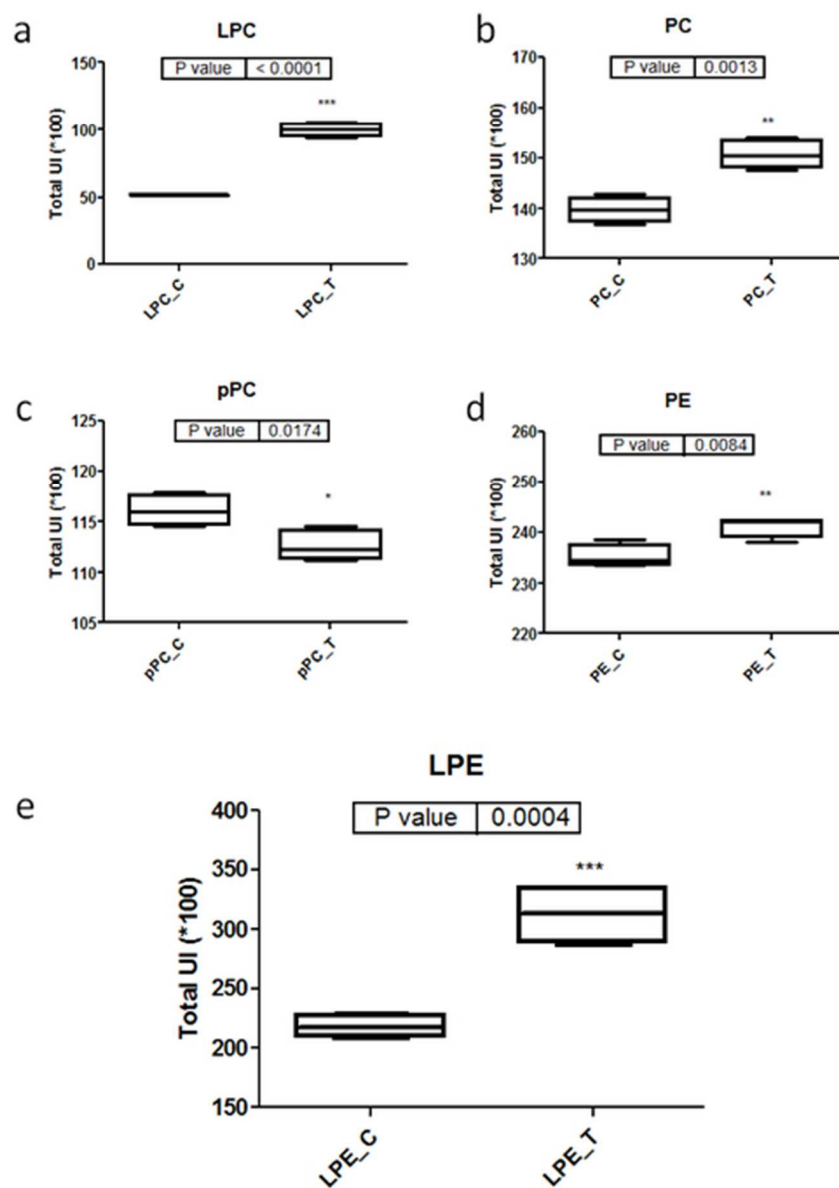 a
LPC
P value < 0.0001
***
150
100
50
0
Total UI (*100)
LPC_C
LPC_T
b
PC
P value 0.0013
**
170
160
150
140
130
Total UI (*100)
PC_C
PC_T
c
pPC
P value 0.0174
*
125
120
115
110
105
Total UI (*100)
pPC_C
pPC_T
d
PE
P value 0.0084
**
260
250
240
230
220
Total UI (*100)
PE_C
PE_T
e
LPE
P value 0.0004
***
400
350
300
250
200
150
Total UI (*100)
LPE_C
LPE_T